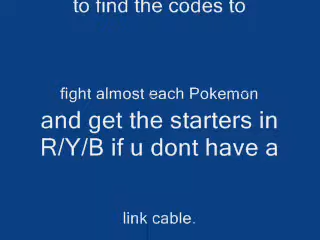 to find the codes to
fight almost each Pokemon
and get the starters in
R/Y/B if u dont have a
link cable.